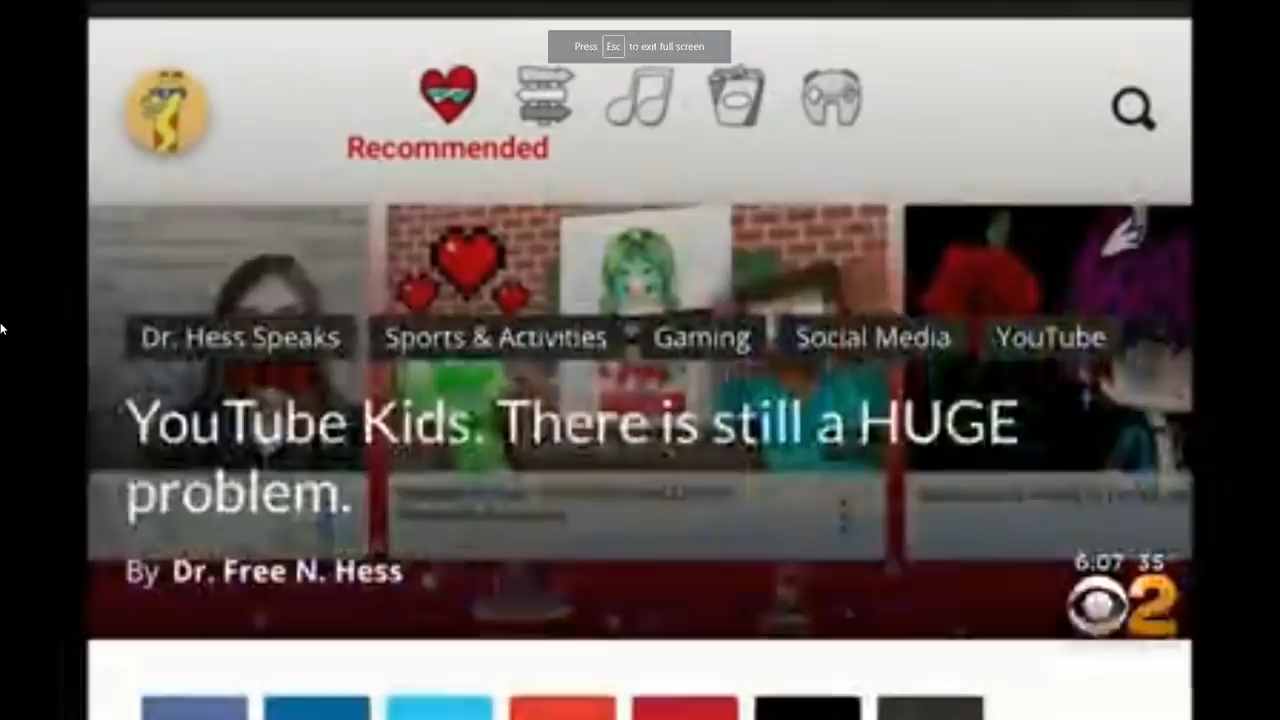 Press Esc to exit full screen
Recommended
Dr. Hess Speaks Sports & Activities Gaming Social Media YouTube
YouTube Kids. There is still a HUGE
problem.
By Dr. Free N. Hess
6:07 35
2